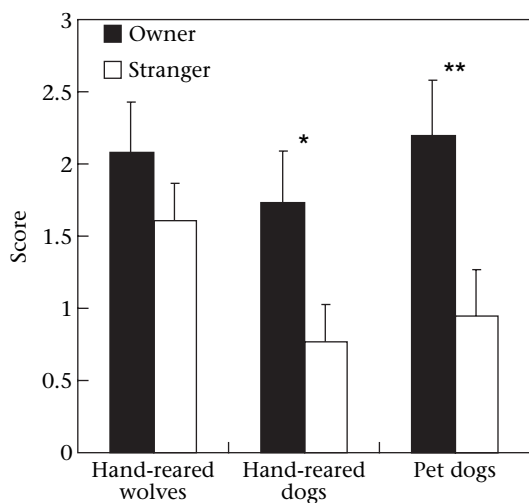 3
Owner
Stranger
2.5
**
2
*
1.5
Score
1
0.5
0
Hand-reared wolves
Hand-reared dogs
Pet dogs